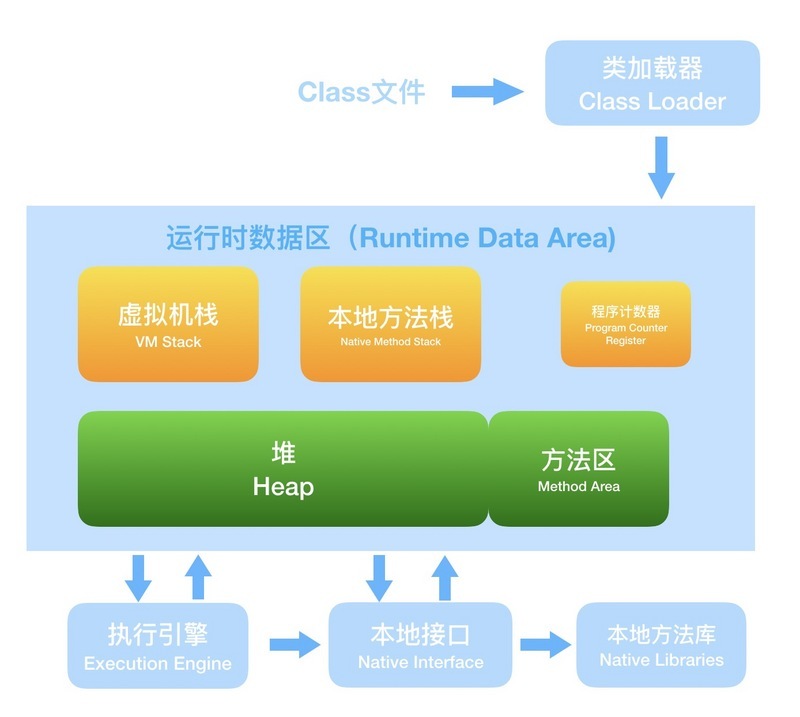 Class文件
类加载器
Class Loader
运行时数据区（Runtime Data Area)
虚拟机栈
VM Stack
本地方法栈
Native Method Stack
程序计数器
Program Counter
Register
堆
Heap
方法区
Method Area
执行引擎
Execution Engine
本地接口
Native Interface
本地方法库
Native Libraries